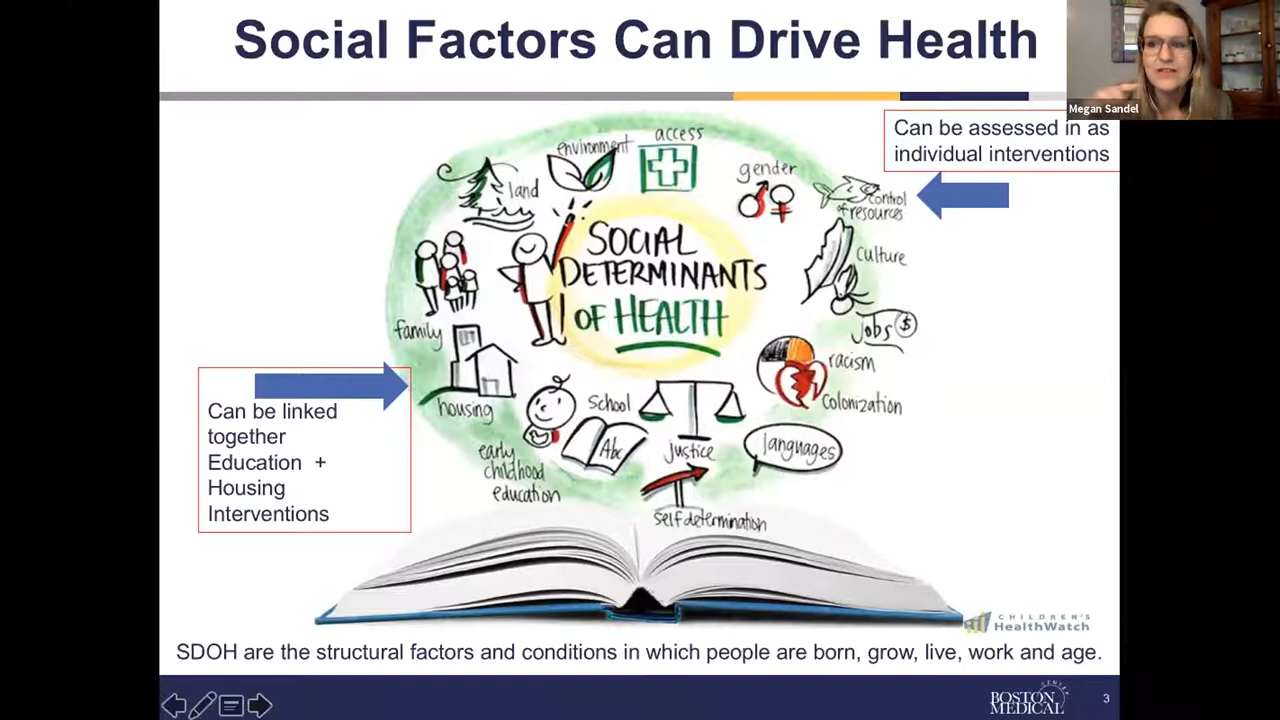 Social Factors Can Drive Health
Megan Sandel
Can be assessed in as
individual interventions
access
environment
gender
land
control
of resources
SOCIAL
DETERMINANTS
OF HEALTH
culture
Jobs $
family
racism
colonization
housing
School
Abc
justice
languages
early
childhood
education
self determination
Can be linked
together
Education +
Housing
Interventions
CHILDREN'S
HealthWatch
SDOH are the structural factors and conditions in which people are born, grow, live, work and age.
BOSTON
MEDICAL
CENTER
3